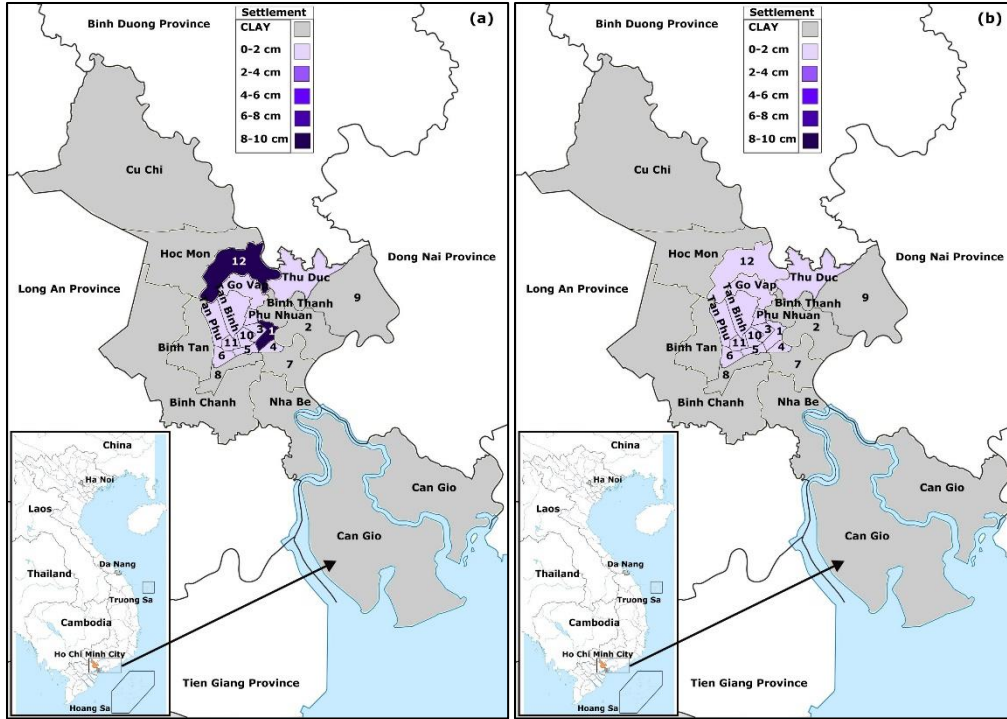 Binh Duong Province
Settlement
CLAY
0-2 cm
2-4 cm
4-6 cm
6-8 cm
8-10 cm
(a)
Cu Chi
Hoc Mon
12
Thu Duc
Dong Nai Province
Long An Province
Go Vap
9
Tan Binh
Binh Thanh
Tan Phu
Phu Nhuan
3
1
2
10
11
Binh Tan
6
5
4
7
8
Binh Chanh
Nha Be
China
Ha Noi
Laos
Can Gio
Can Gio
Da Nang
Thailand
Truong Sa
Cambodia
Ho Chi Minh City
Hoang Sa
Tien Giang Province
Binh Duong Province
Settlement
CLAY
0-2 cm
2-4 cm
4-6 cm
6-8 cm
8-10 cm
(b)
Cu Chi
Hoc Mon
12
Thu Duc
Dong Nai Province
Long An Province
Go Vap
9
Tan Binh
Binh Thanh
Tan Phu
Phu Nhuan
3
1
2
10
11
Binh Tan
6
5
4
7
8
Binh Chanh
Nha Be
China
Ha Noi
Laos
Can Gio
Can Gio
Da Nang
Thailand
Truong Sa
Cambodia
Ho Chi Minh City
Hoang Sa
Tien Giang Province